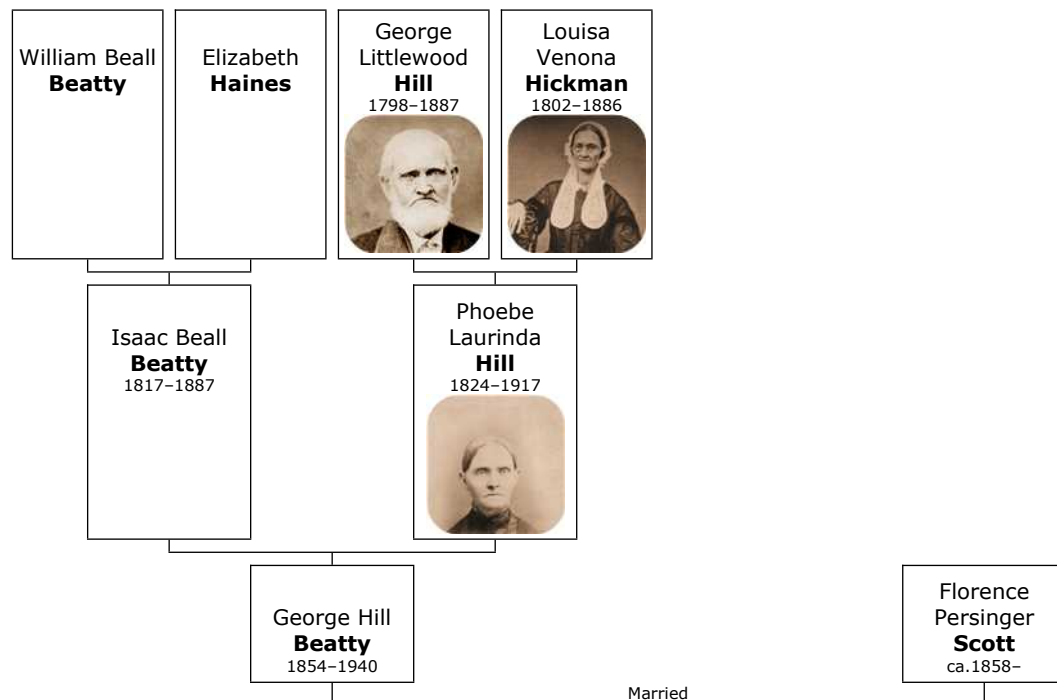 William Beall
Beatty
Elizabeth
Haines
George
Littlewood
Hill
1798–1887
Louisa
Venona
Hickman
1802–1886
Isaac Beall
Beatty
1817–1887
Phoebe
Laurinda
Hill
1824–1917
George Hill
Beatty
1854–1940
Florence
Persinger
Scott
ca.1858–
Married